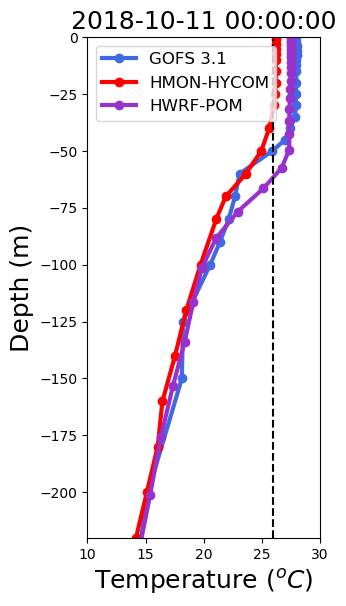 2018-10-11 00:00:00
GOFS 3.1
HMON-HYCOM
HWRF-POM
0
−25
−50
−75
−100
−125
−150
−175
−200
Depth (m)
10 15 20 25 30
Temperature (°C)